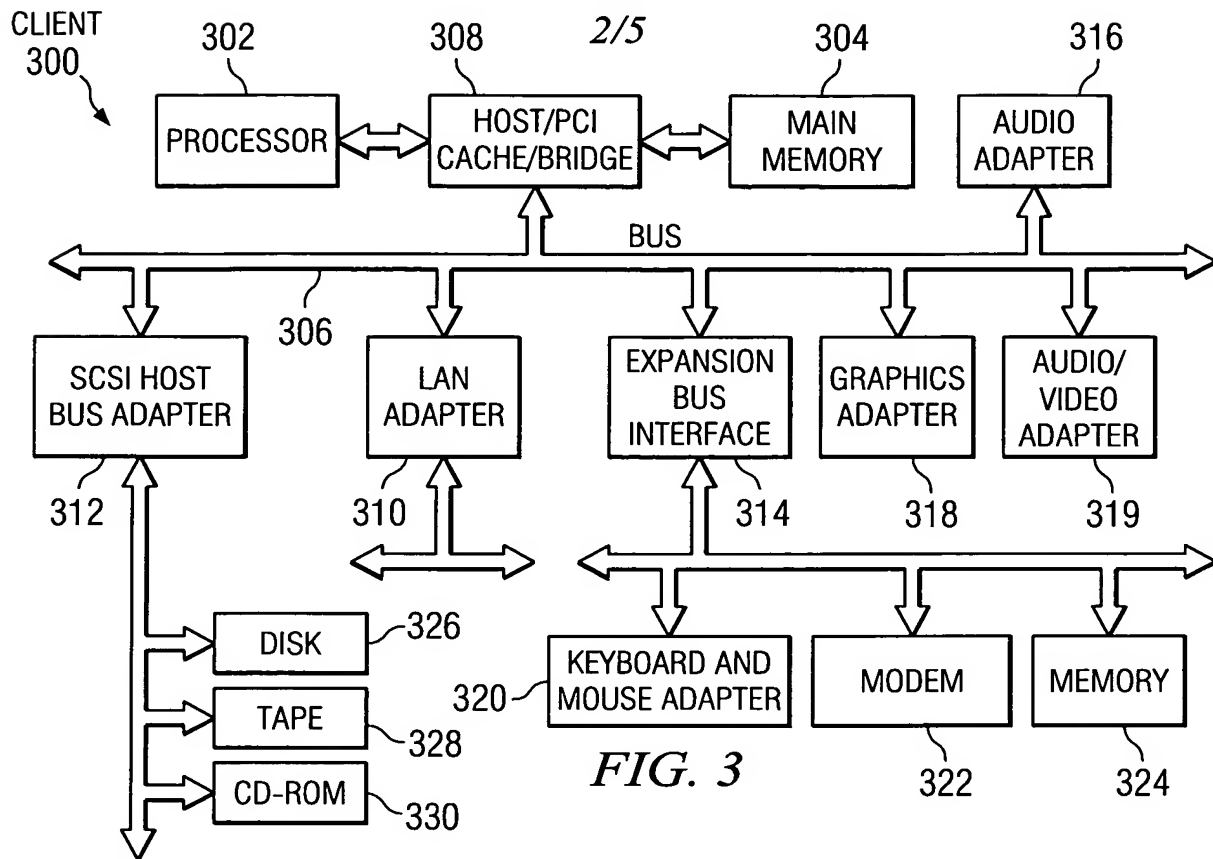 CLIENT
300
302
308
2/5
304
316
PROCESSOR
HOST/PCI
CACHE/BRIDGE
MAIN
MEMORY
AUDIO
ADAPTER
BUS
306
SCSI HOST
BUS ADAPTER
LAN
ADAPTER
EXPANSION
BUS
INTERFACE
GRAPHICS
ADAPTER
AUDIO/
VIDEO
ADAPTER
312
310
314
318
319
DISK
326
TAPE
328
CD-ROM
330
320
KEYBOARD AND
MOUSE ADAPTER
MODEM
MEMORY
322
324
FIG. 3